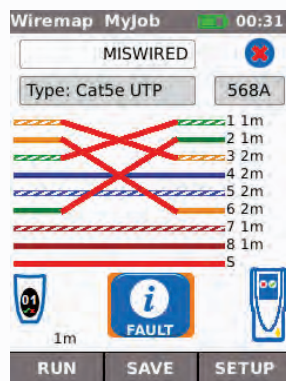 Wiremap MyJob 00:31
MISWIRED
Type: Cat5e UTP 568A
1 1m
2 1m
3 2m
4 2m
5 2m
6 2m
7 1m
8 1m
S
01
1m
i
FAULT
RUN SAVE SETUP